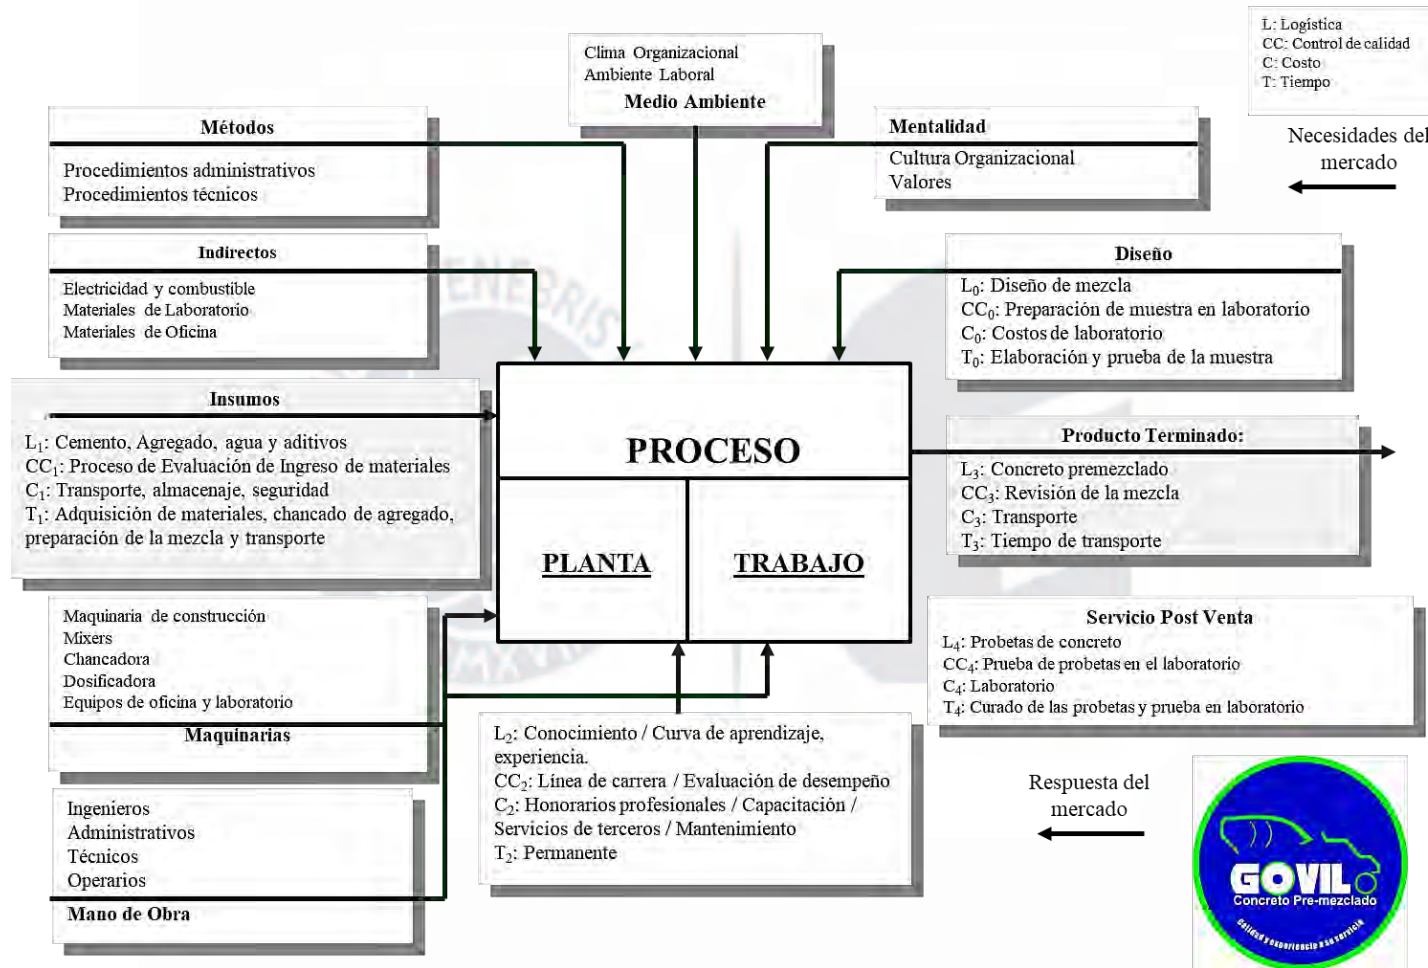 Clima Organizacional
Ambiente Laboral
Medio Ambiente
L: Logística
CC: Control de calidad
C: Costo
T: Tiempo
Métodos
Procedimientos administrativos
Procedimientos técnicos
Mentalidad
Cultura Organizacional
Valores
Necesidades del
mercado
Indirectos
Electricidad y combustible
Materiales de Laboratorio
Materiales de Oficina
Diseño
L0: Diseño de mezcla
CC0: Preparación de muestra en laboratorio
C0: Costos de laboratorio
T0: Elaboración y prueba de la muestra
Insumos
L1: Cemento, Agregado, agua y aditivos
CC1: Proceso de Evaluación de Ingreso de materiales
C1: Transporte, almacenaje, seguridad
T1: Adquisición de materiales, chancado de agregado,
preparación de la mezcla y transporte
PROCESO
PLANTA
TRABAJO
Producto Terminado:
L3: Concreto premezclado
CC3: Revisión de la mezcla
C3: Transporte
T3: Tiempo de transporte
Maquinaria de construcción
Mixers
Chancadora
Dosificadora
Equipos de oficina y laboratorio
Maquinarias
Servicio Post Venta
L4: Probetas de concreto
CC4: Prueba de probetas en el laboratorio
C4: Laboratorio
T4: Curado de las probetas y prueba en laboratorio
L2: Conocimiento / Curva de aprendizaje,
experiencia.
CC2: Línea de carrera / Evaluación de desempeño
C2: Honorarios profesionales / Capacitación /
Servicios de terceros / Mantenimiento
T2: Permanente
Ingenieros
Administrativos
Técnicos
Operarios
Mano de Obra
Respuesta del
mercado
GOVIL
Concreto Pre-mezclado
Calidad y experiencia a su servicio
ENEBRIS
MXVII